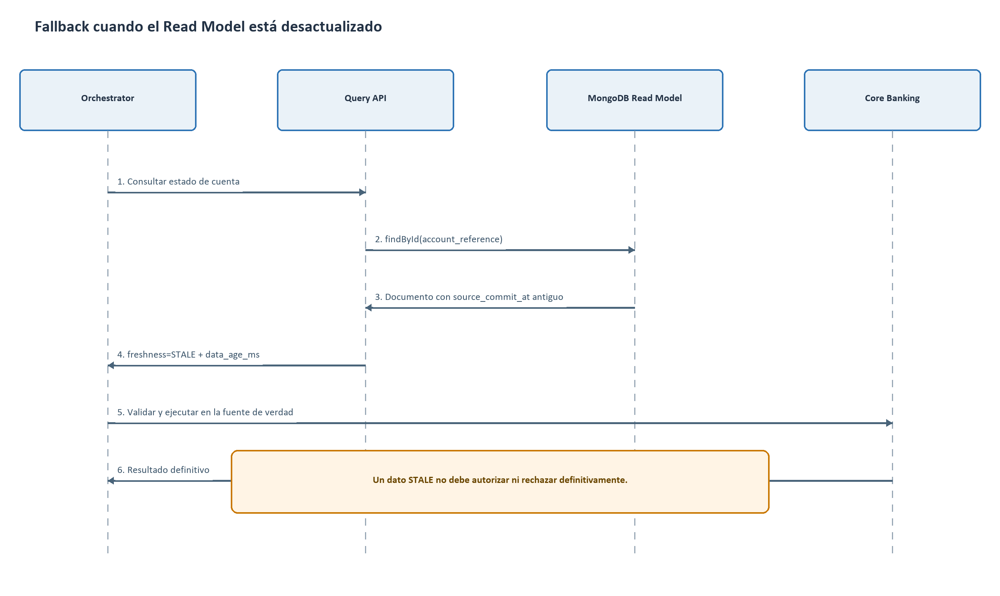 Fallback cuando el Read Model está desactualizado
Orchestrator
Query API
MongoDB Read Model
Core Banking
1. Consultar estado de cuenta
2. findById(account_reference)
3. Documento con source_commit_at antiguo
4. freshness=STALE + data_age_ms
5. Validar y ejecutar en la fuente de verdad
6. Resultado definitivo
Un dato STALE no debe autorizar ni rechazar definitivamente.